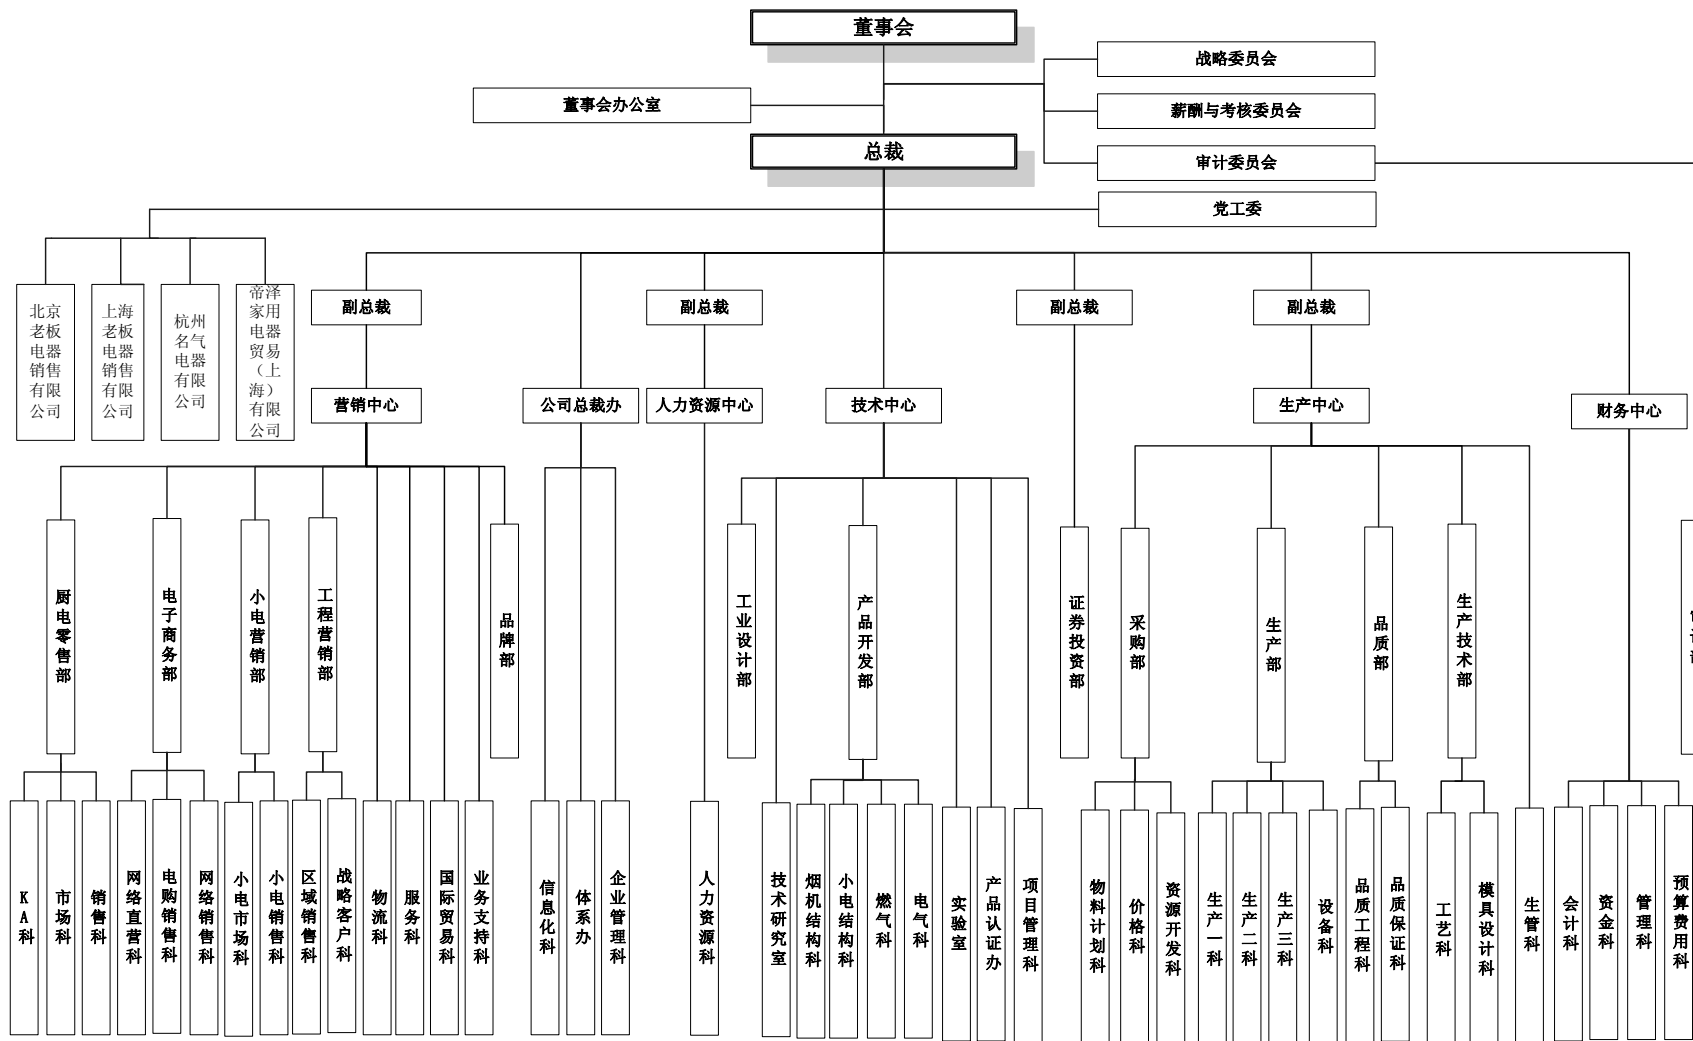 董事会
战略委员会
董事会办公室
薪酬与考核委员会
总裁
审计委员会
党工委
北京
老板
电器
销售
有限
公司
上海
老板
电器
销售
有限
公司
杭州
名气
电器
有限
公司
帝泽
家用
电器
贸易
（上
海）
有限
公司
副总裁
副总裁
副总裁
副总裁
营销中心
公司总裁办
人力资源中心
技术中心
生产中心
财务中心
厨电零售部
电子商务部
小电营销部
工程营销部
品牌部
工业设计部
产品开发部
证券投资部
采购部
生产部
品质部
生产技术部
KA科
市场科
销售科
网络直营科
电购销售科
网络销售科
小电市场科
小电销售科
区域销售科
战略客户科
物流科
服务科
国际贸易科
业务支持科
信息化科
体系办
企业管理科
人力资源科
技术研究室
烟机结构科
小电结构科
燃气科
电气科
实验室
产品认证办
项目管理科
物料计划科
价格科
资源开发科
生产一科
生产二科
生产三科
设备科
品质工程科
品质保证科
工艺科
模具设计科
生管科
会计科
资金科
管理科
预算费用科